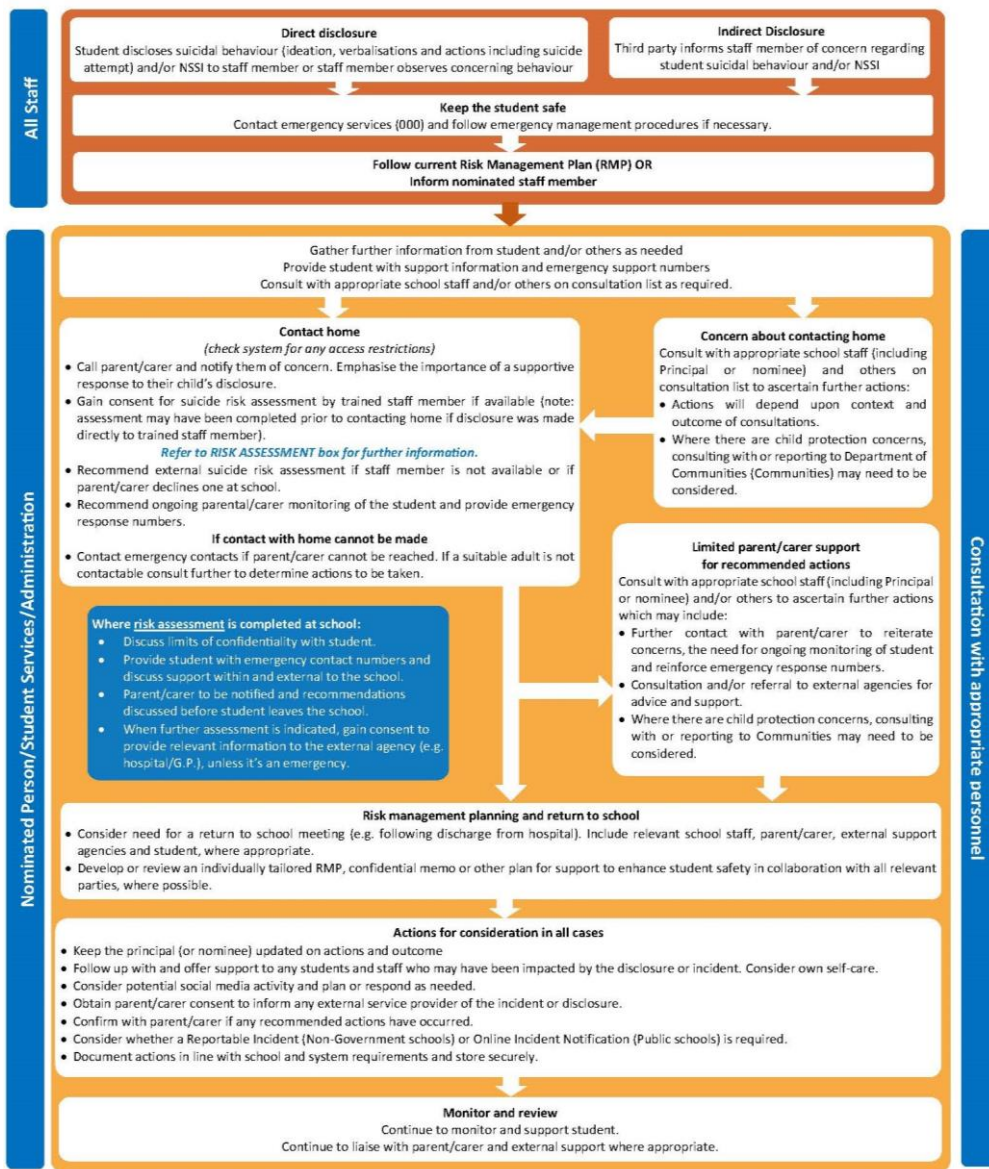 All Staff
Direct disclosure
Student discloses suicidal behaviour (ideation, verbalisations and actions including suicide
attempt) and/or NSSI to staff member or staff member observes concerning behaviour
Indirect Disclosure
Third party informs staff member of concern regarding
student suicidal behaviour and/or NSSI
Keep the student safe
Contact emergency services (000) and follow emergency management procedures if necessary.
Follow current Risk Management Plan (RMP) OR
Inform nominated staff member
Nominated Person/Student Services/Administration
Consultation with appropriate personnel
Gather further information from student and/or others as needed
Provide student with support information and emergency support numbers
Consult with appropriate school staff and/or others on consultation list as required.
Contact home
(check system for any access restrictions)
• Call parent/carer and notify them of concern. Emphasise the importance of a supportive
response to their child's disclosure.
• Gain consent for suicide risk assessment by trained staff member if available (note:
assessment may have been completed prior to contacting home if disclosure was made
directly to trained staff member).
Refer to RISK ASSESSMENT box for further information.
• Recommend external suicide risk assessment if staff member is not available or if
parent/carer declines one at school.
• Recommend ongoing parental/carer monitoring of the student and provide emergency
response numbers.
If contact with home cannot be made
• Contact emergency contacts if parent/carer cannot be reached. If a suitable adult is not
contactable consult further to determine actions to be taken.
Concern about contacting home
Consult with appropriate school staff (including
Principal or nominee) and others on
consultation list to ascertain further actions:
• Actions will depend upon context and
outcome of consultations.
• Where there are child protection concerns,
consulting with or reporting to Department of
Communities (Communities) may need to be
considered.
Where risk assessment is completed at school:
• Discuss limits of confidentiality with student.
• Provide student with emergency contact numbers and
discuss support within and external to the school.
• Parent/carer to be notified and recommendations
discussed before student leaves the school.
• When further assessment is indicated, gain consent to
provide relevant information to the external agency (e.g.
hospital/G.P.), unless it's an emergency.
Limited parent/carer support
for recommended actions
Consult with appropriate school staff (including Principal
or nominee) and/or others to ascertain further actions
which may include:
• Further contact with parent/carer to reiterate
concerns, the need for ongoing monitoring of student
and reinforce emergency response numbers.
• Consultation and/or referral to external agencies for
advice and support.
• Where there are child protection concerns, consulting
with or reporting to Communities may need to be
considered.
Risk management planning and return to school
• Consider need for a return to school meeting (e.g. following discharge from hospital). Include relevant school staff, parent/carer, external support
agencies and student, where appropriate.
• Develop or review an individually tailored RMP, confidential memo or other plan for support to enhance student safety in collaboration with all relevant
parties, where possible.
Actions for consideration in all cases
• Keep the principal (or nominee) updated on actions and outcome
• Follow up with and offer support to any students and staff who may have been impacted by the disclosure or incident. Consider own self-care.
• Consider potential social media activity and plan or respond as needed.
• Obtain parent/carer consent to inform any external service provider of the incident or disclosure.
• Confirm with parent/carer if any recommended actions have occurred.
• Consider whether a Reportable Incident (Non-Government schools) or Online Incident Notification (Public schools) is required.
• Document actions in line with school and system requirements and store securely.
Monitor and review
Continue to monitor and support student.
Continue to liaise with parent/carer and external support where appropriate.